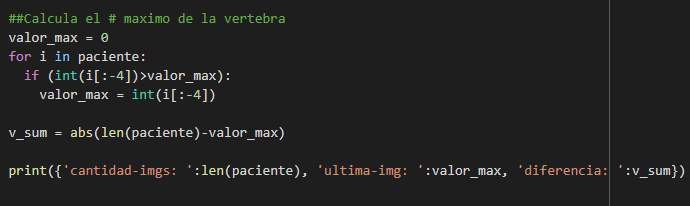 ##Calcula el # maximo de la vertebra
valor_max = 0
for i in paciente:
  if (int(i[:-4])>valor_max):
    valor_max = int(i[:-4])

v_sum = abs(len(paciente)-valor_max)

print({'cantidad-imgs: ':len(paciente), 'ultima-img: ':valor_max, 'diferencia: ':v_sum})